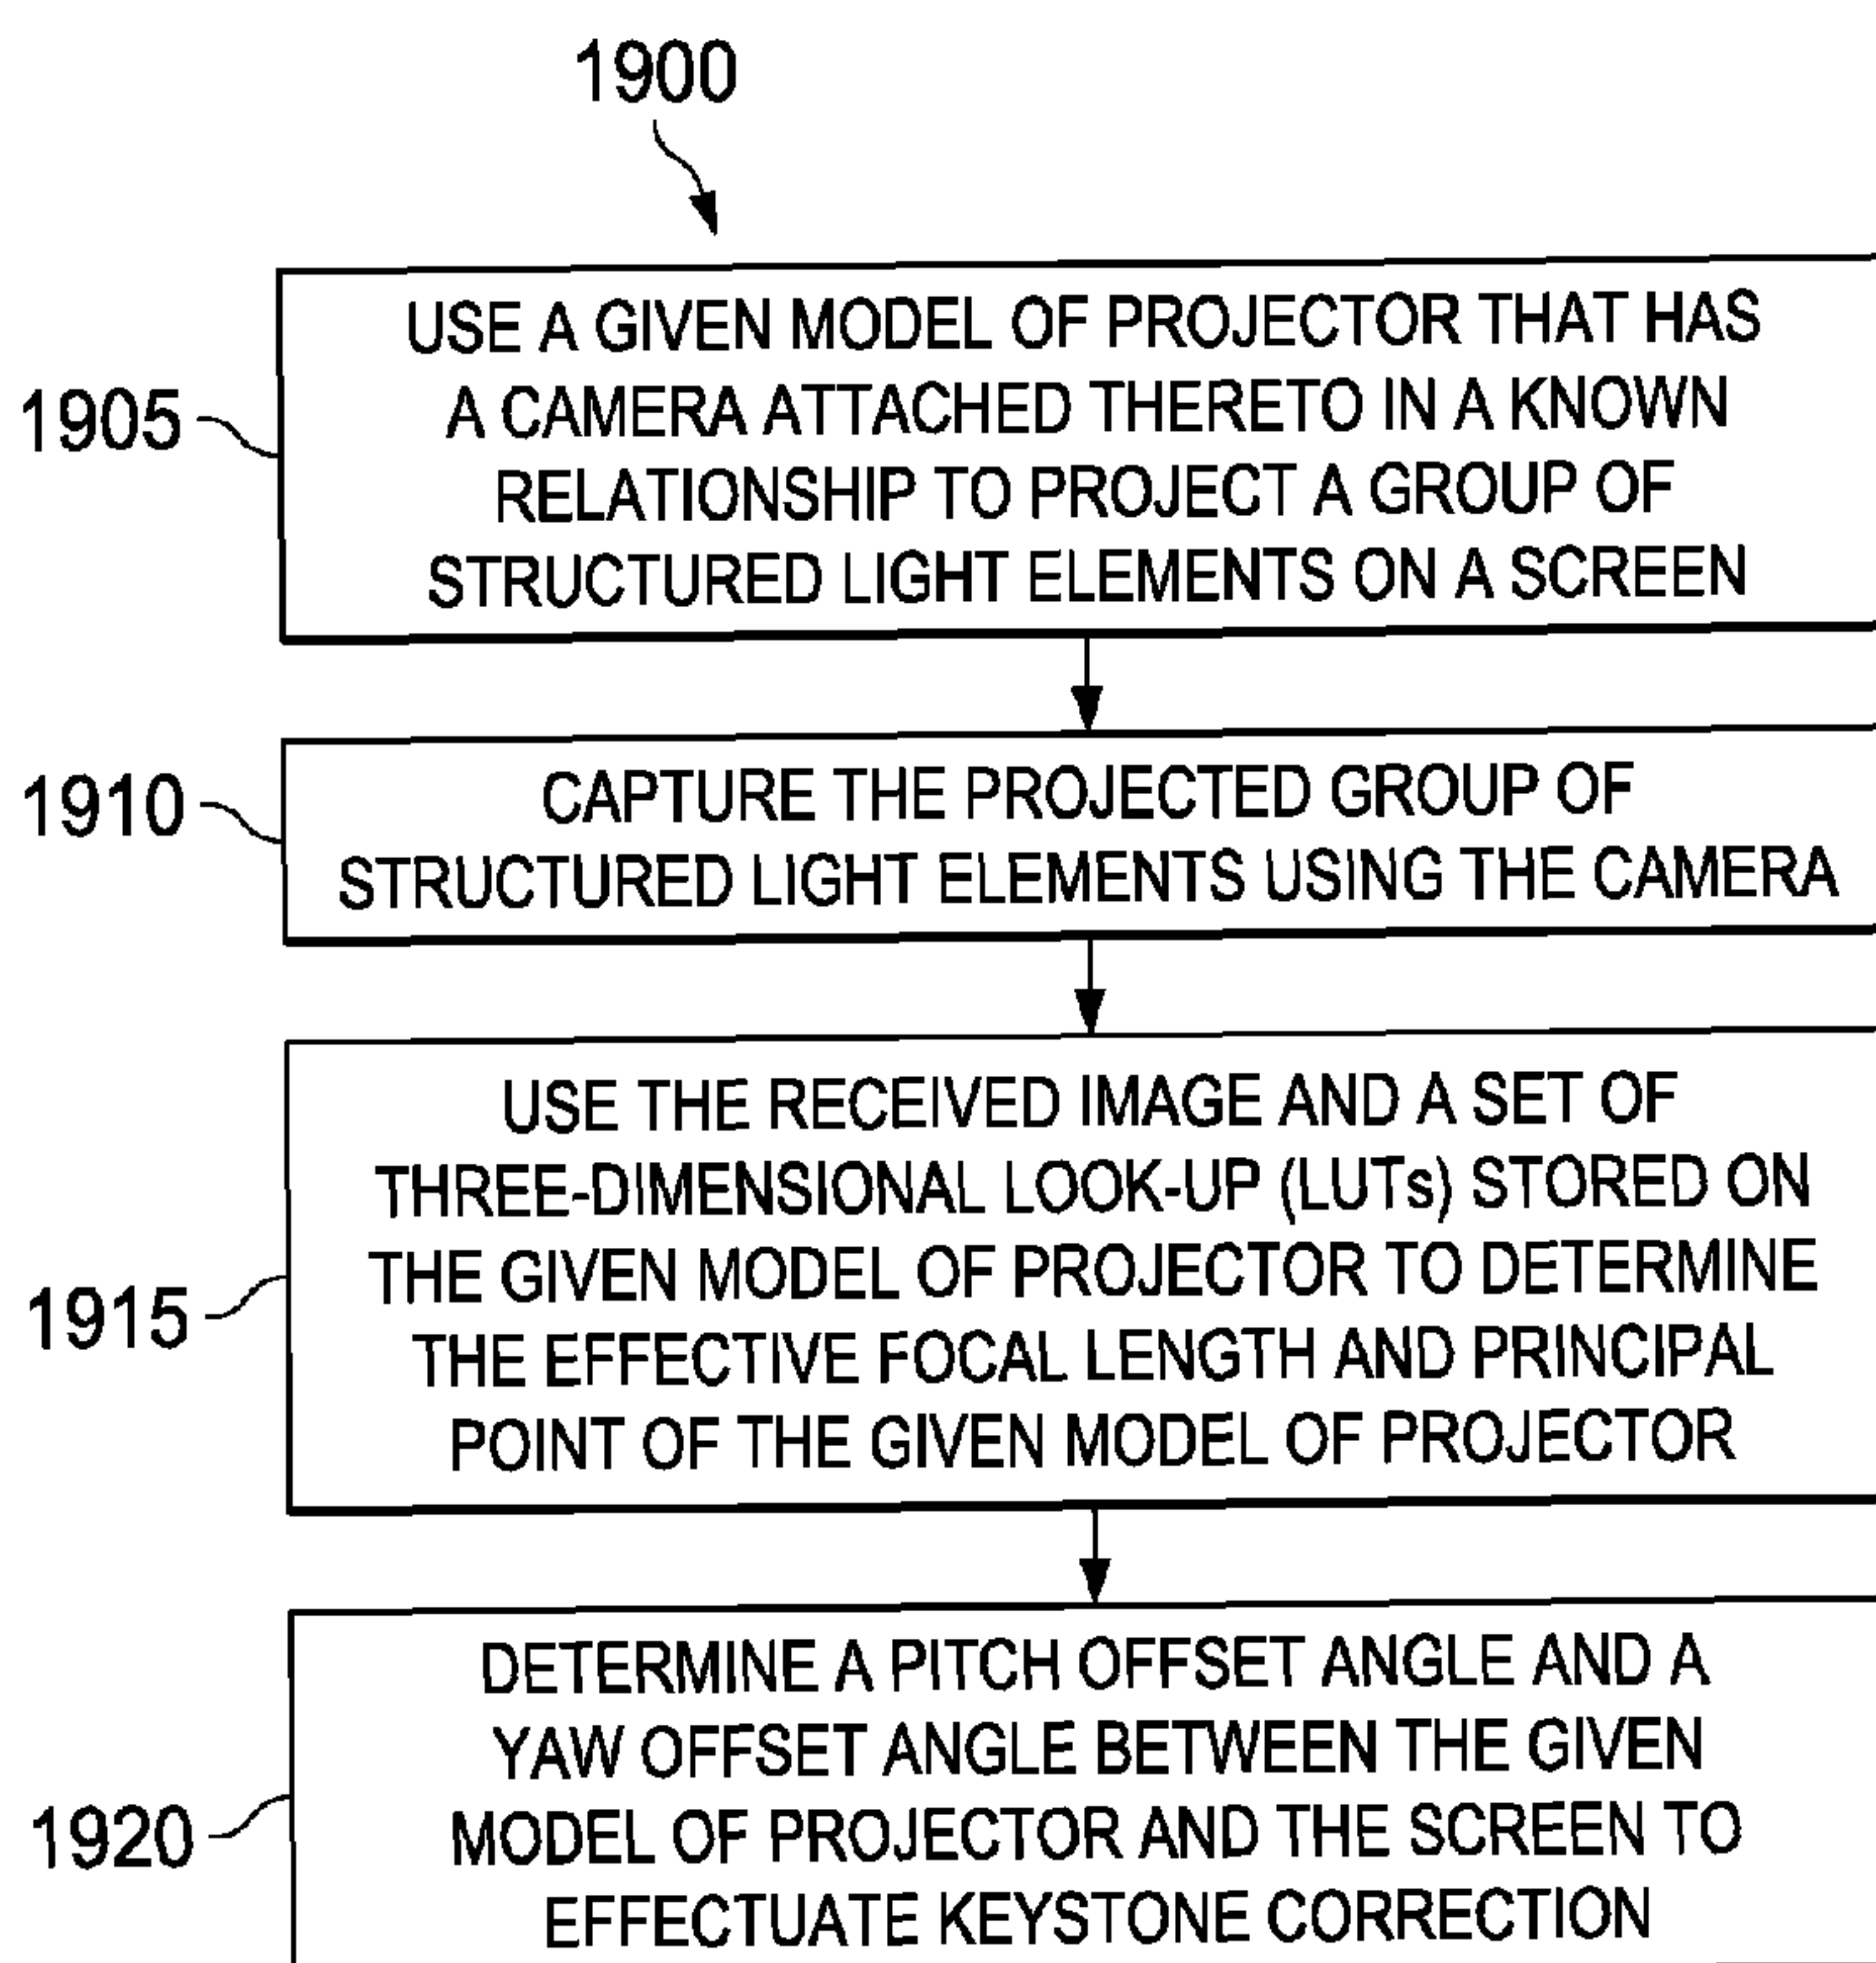 1900
1905
USE A GIVEN MODEL OF PROJECTOR THAT HAS
A CAMERA ATTACHED THERETO IN A KNOWN
RELATIONSHIP TO PROJECT A GROUP OF
STRUCTURED LIGHT ELEMENTS ON A SCREEN
1910
CAPTURE THE PROJECTED GROUP OF
STRUCTURED LIGHT ELEMENTS USING THE CAMERA
1915
USE THE RECEIVED IMAGE AND A SET OF
THREE-DIMENSIONAL LOOK-UP (LUTs) STORED ON
THE GIVEN MODEL OF PROJECTOR TO DETERMINE
THE EFFECTIVE FOCAL LENGTH AND PRINCIPAL
POINT OF THE GIVEN MODEL OF PROJECTOR
1920
DETERMINE A PITCH OFFSET ANGLE AND A
YAW OFFSET ANGLE BETWEEN THE GIVEN
MODEL OF PROJECTOR AND THE SCREEN TO
EFFECTUATE KEYSTONE CORRECTION